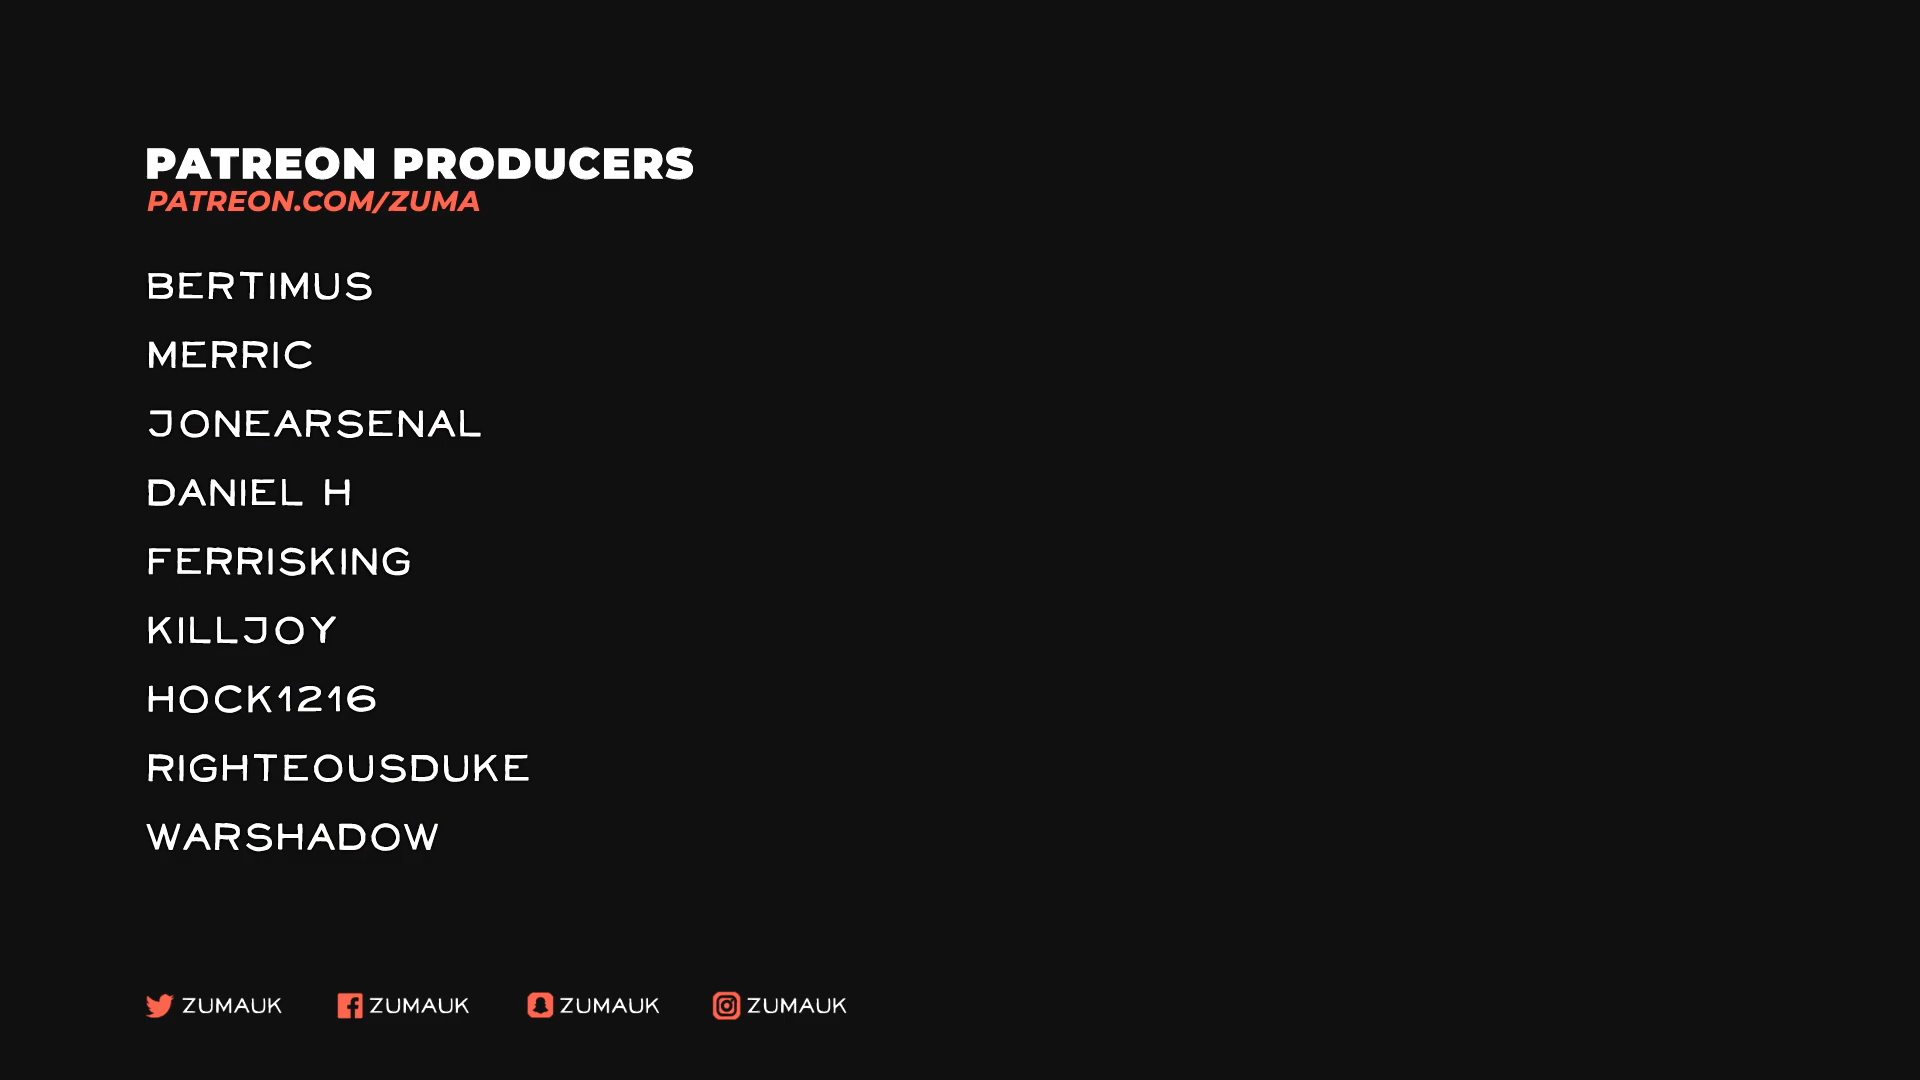 PATREON PRODUCERS
PATREON.COM/ZUMA
BERTIMUS
MERRIC
JONEARSENAL
DANIEL H
FERRISKING
KILLJOY
HOCK1216
RIGHTEOUSDUKE
WARSHADOW
ZUMAUK ZUMAUK ZUMAUK ZUMAUK